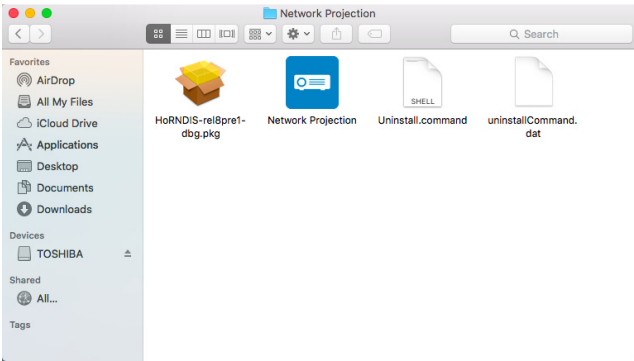 Network Projection
Search
Favorites
AirDrop
All My Files
iCloud Drive
Applications
Desktop
Documents
Downloads
Devices
TOSHIBA
Shared
All...
Tags
SHELL
HoRNDIS-rel8pre1-
dbg.pkg
Network Projection
Uninstall.command
uninstallCommand.
dat